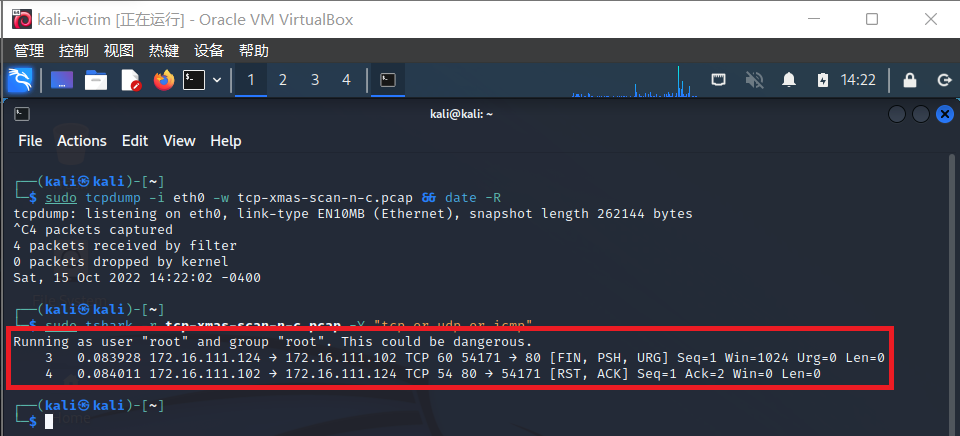 kali-victim [正在运行] - Oracle VM VirtualBox
管理 控制 视图 热键 设备 帮助
1 2 3 4 14:22
kali@kali: ~
File Actions Edit View Help
┌──(kali㉿kali)-[~]
└─$ sudo tcpdump -i eth0 -w tcp-xmas-scan-n-c.pcap && date -R
tcpdump: listening on eth0, link-type EN10MB (Ethernet), snapshot length 262144 bytes
^C4 packets captured
4 packets received by filter
0 packets dropped by kernel
Sat, 15 Oct 2022 14:22:02 -0400
┌──(kali㉿kali)-[~]
└─$ sudo tshark -r tcp-xmas-scan-n-c.pcap -Y "tcp or udp or icmp"
Running as user "root" and group "root". This could be dangerous.
3 0.083928 172.16.111.124 → 172.16.111.102 TCP 60 54171 → 80 [FIN, PSH, URG] Seq=1 Win=1024 Urg=0 Len=0
4 0.084011 172.16.111.102 → 172.16.111.124 TCP 54 80 → 54171 [RST, ACK] Seq=1 Ack=2 Win=0 Len=0
┌──(kali㉿kali)-[~]
└─$
Home